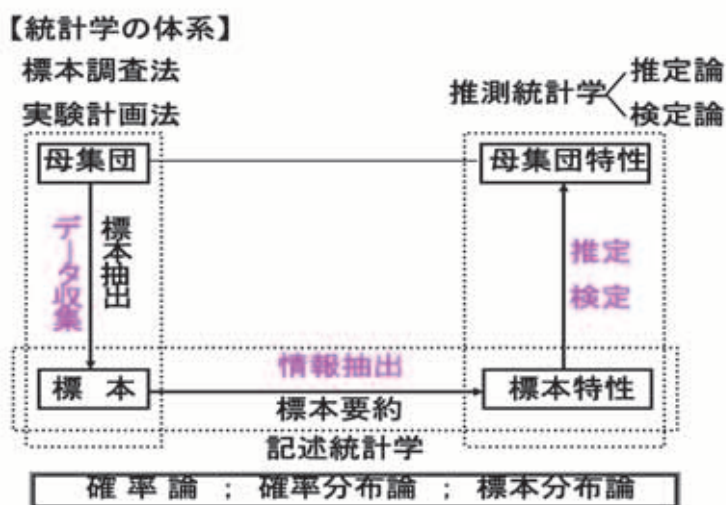 【統計学の体系】
標本調査法
実験計画法
推測統計学
推定論
検定論
母集団
母集団特性
データ収集
標本抽出
推定
検定
情報抽出
標 本
標本特性
標本要約
記述統計学
確 率 論 ； 確率分布論 ； 標本分布論